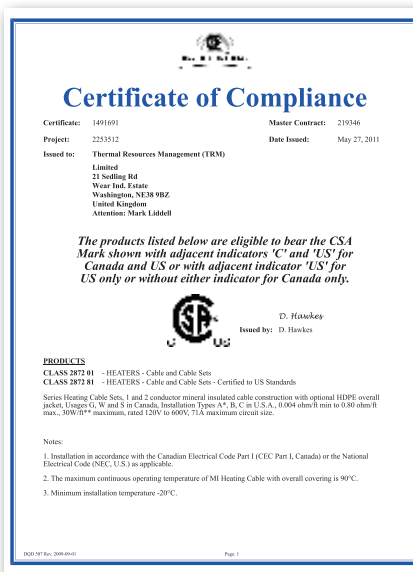 Certificate of Compliance
Certificate: 1491691 Master Contract: 219346
Project: 2253512 Date Issued: May 27, 2011
Issued to: Thermal Resources Management (TRM)
Limited
21 Sedling Rd
Wear Ind. Estate
Washington, NE38 9BZ
United Kingdom
Attention: Mark Liddell
The products listed below are eligible to bear the CSA
Mark shown with adjacent indicators 'C' and 'US' for
Canada and US or with adjacent indicator 'US' for
US only or without either indicator for Canada only.
D. Hawkes
Issued by: D. Hawkes
PRODUCTS
CLASS 2872 01 - HEATERS - Cable and Cable Sets
CLASS 2872 81 - HEATERS - Cable and Cable Sets - Certified to US Standards
Series Heating Cable Sets, 1 and 2 conductor mineral insulated cable construction with optional HDPE overall
jacket, Usages G, W and S in Canada, Installation Types A*, B, C in U.S.A., 0.004 ohm/ft min to 0.80 ohm/ft
max., 30W/ft** maximum, rated 120V to 600V, 71A maximum circuit size.
Notes:
1. Installation in accordance with the Canadian Electrical Code Part I (CEC Part I, Canada) or the National
Electrical Code (NEC, U.S.) as applicable.
2. The maximum continuous operating temperature of MI Heating Cable with overall covering is 90°C.
3. Minimum installation temperature -20°C.
DQD 507 Rev. 2009-09-01 Page: 1